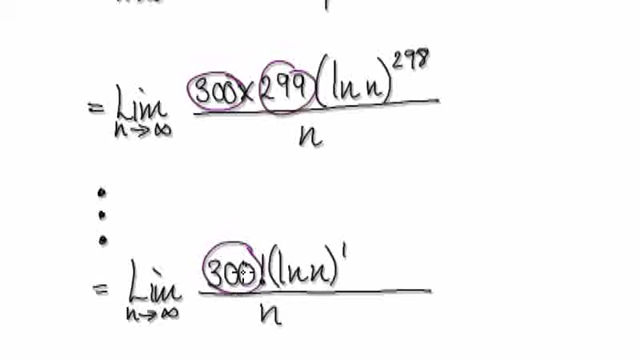 = Lim n→∞ 300 × 299 (ln n)^298 / n
⋮
= Lim n→∞ 300! (ln n)^1 / n